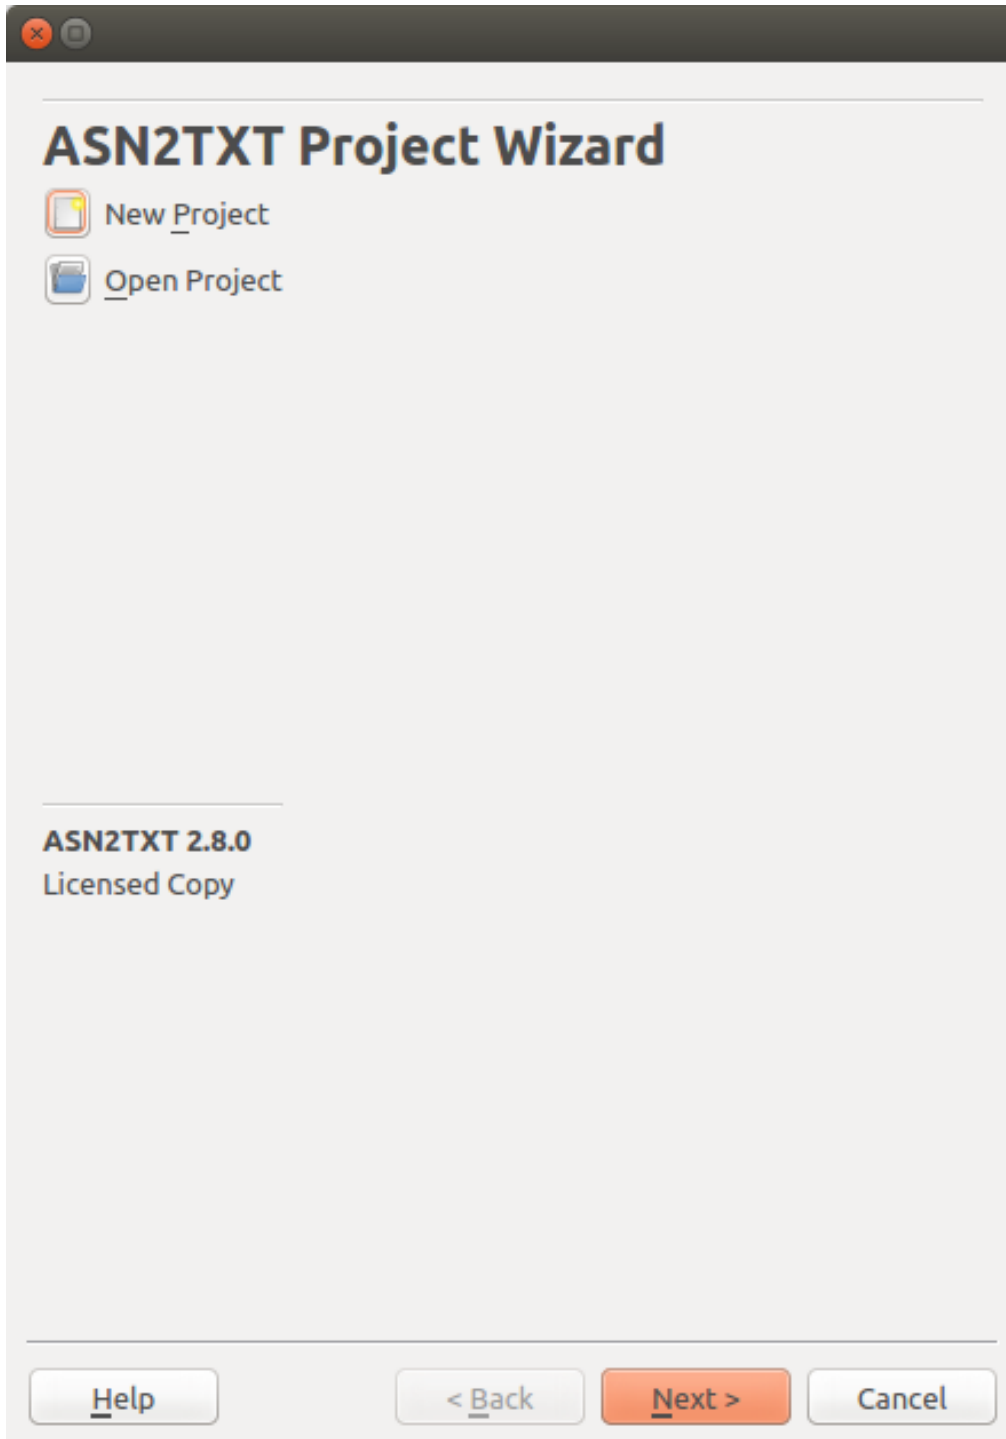 ASN2TXT Project Wizard
New Project
Open Project
ASN2TXT 2.8.0
Licensed Copy
Help
< Back
Next >
Cancel